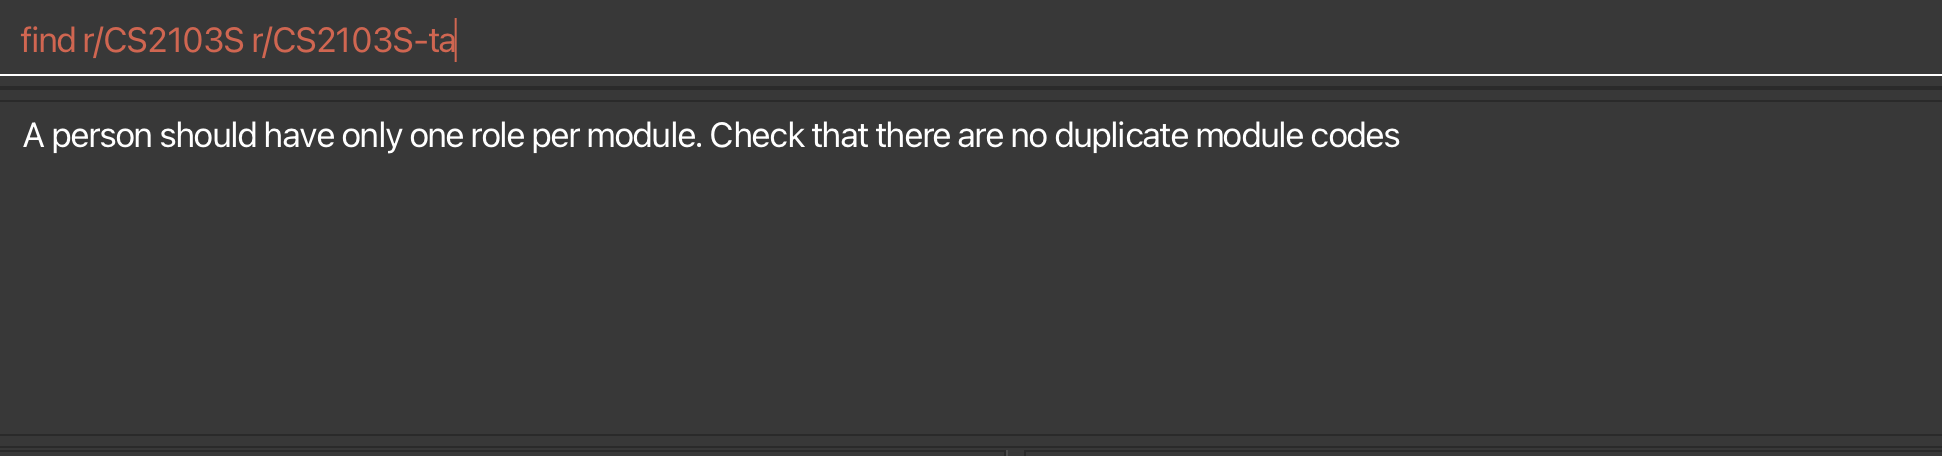 find r/CS2103S r/CS2103S-ta
A person should have only one role per module. Check that there are no duplicate module codes